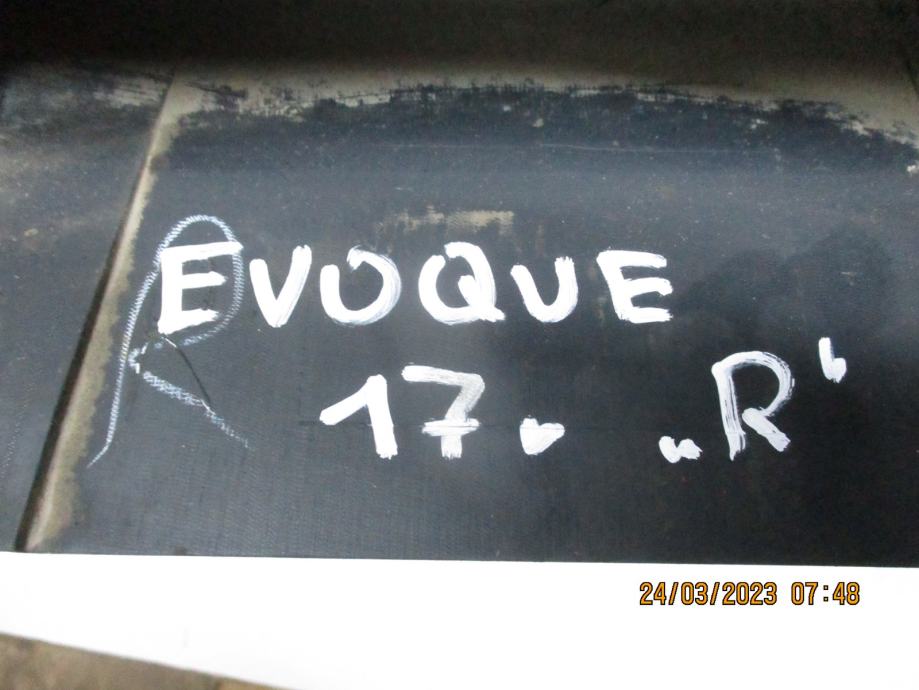 R
EVOQUE
17. „R“
24/03/2023 07:48